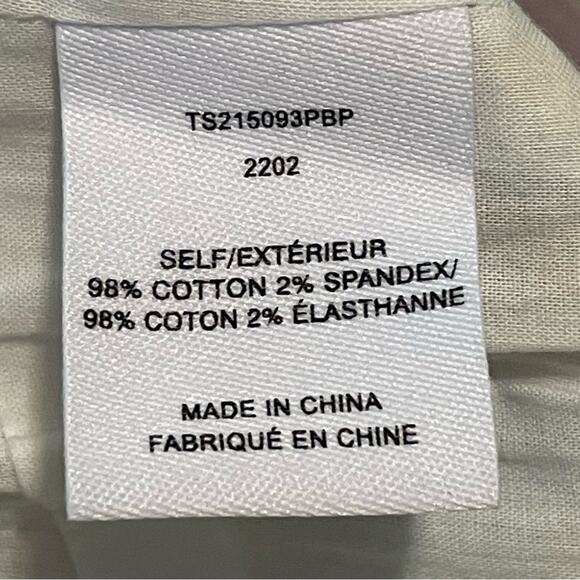 TS215093PBP
2202
SELF/EXTÉRIEUR
98% COTTON 2% SPANDEX/
98% COTON 2% ÉLASTHANNE
MADE IN CHINA
FABRIQUÉ EN CHINE